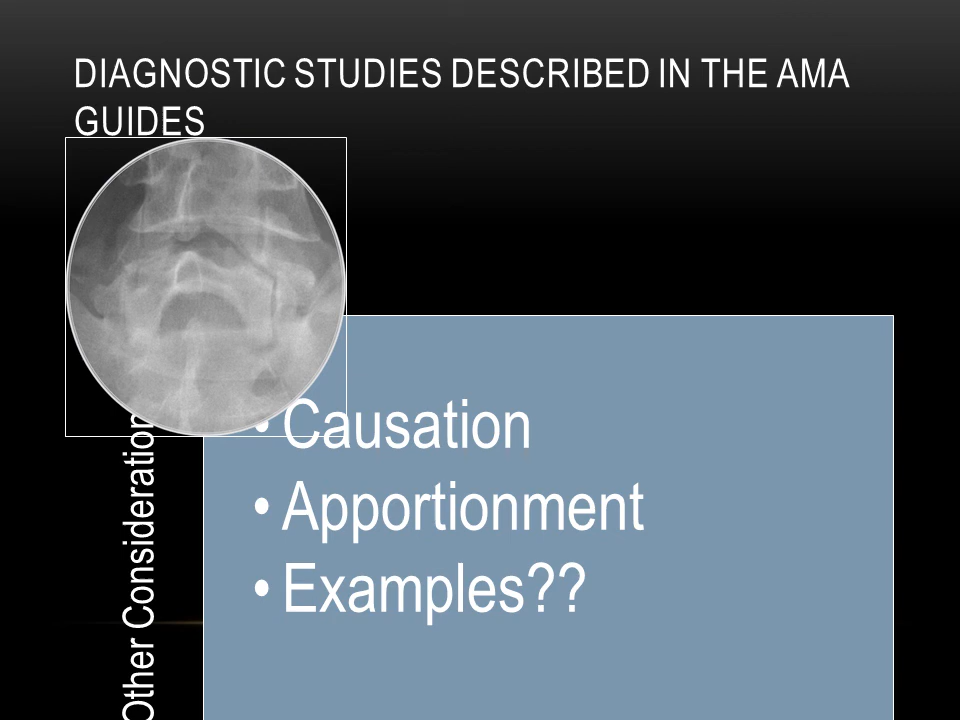 DIAGNOSTIC STUDIES DESCRIBED IN THE AMA
GUIDES
Other Consideration
• Causation
• Apportionment
• Examples??